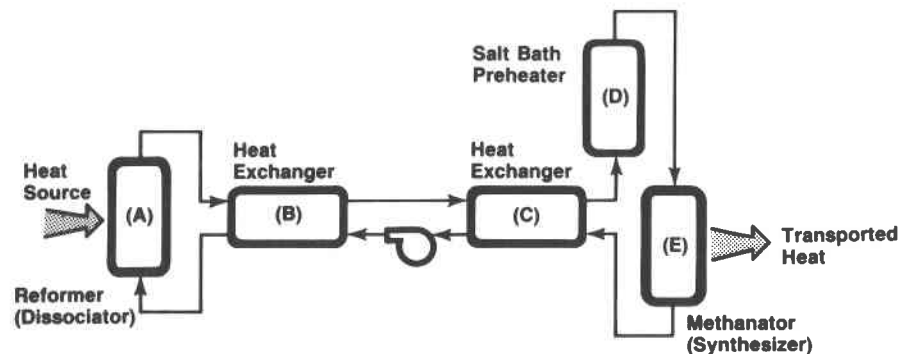 Salt Bath
Preheater
(D)
Heat
Exchanger
Heat
Exchanger
Heat
Source
(A)
(B)
(C)
(E)
Transported
Heat
Reformer
(Dissociator)
Methanator
(Synthesizer)